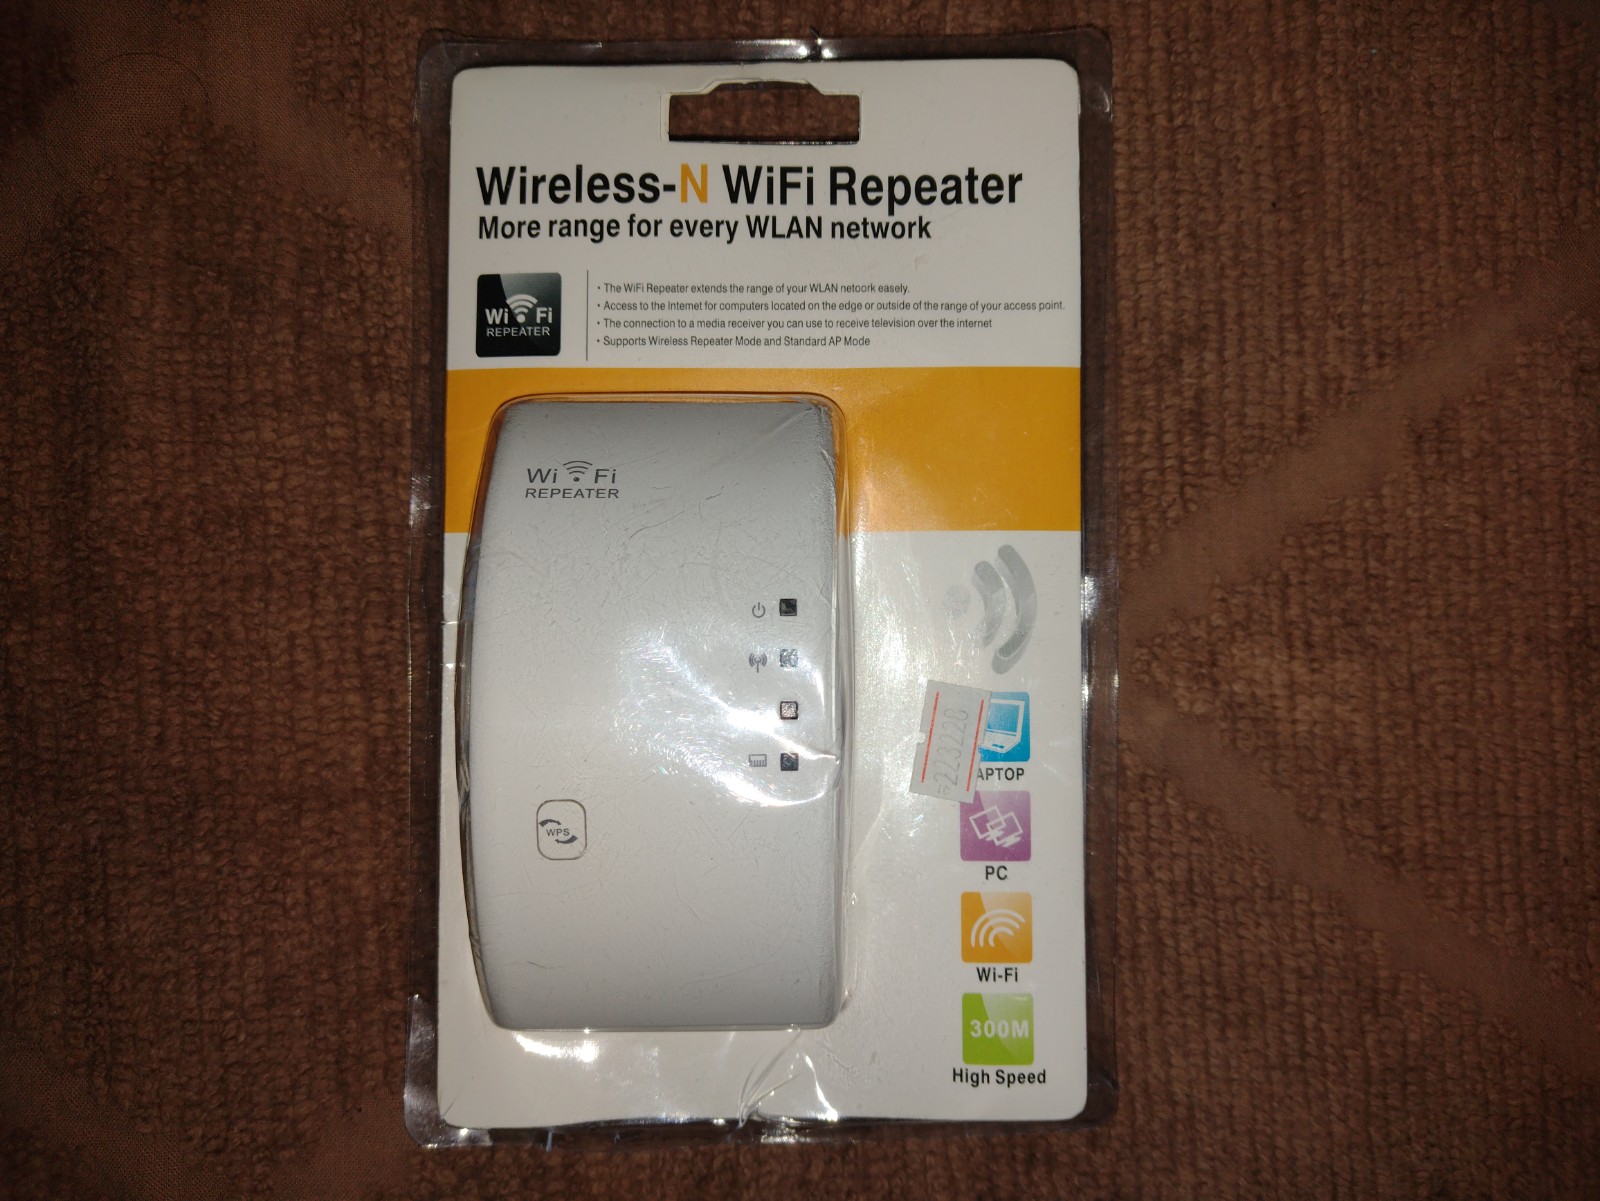 Wireless-N WiFi Repeater
More range for every WLAN network
Wi Fi
REPEATER
• The WiFi Repeater extends the range of your WLAN netoork easely.
• Access to the Internet for computers located on the edge or outside of the range of your access point.
• The connection to a media receiver you can use to receive television over the internet
• Supports Wireless Repeater Mode and Standard AP Mode
Wi Fi
REPEATER
WPS
APTOP
PC
Wi-Fi
300M
High Speed